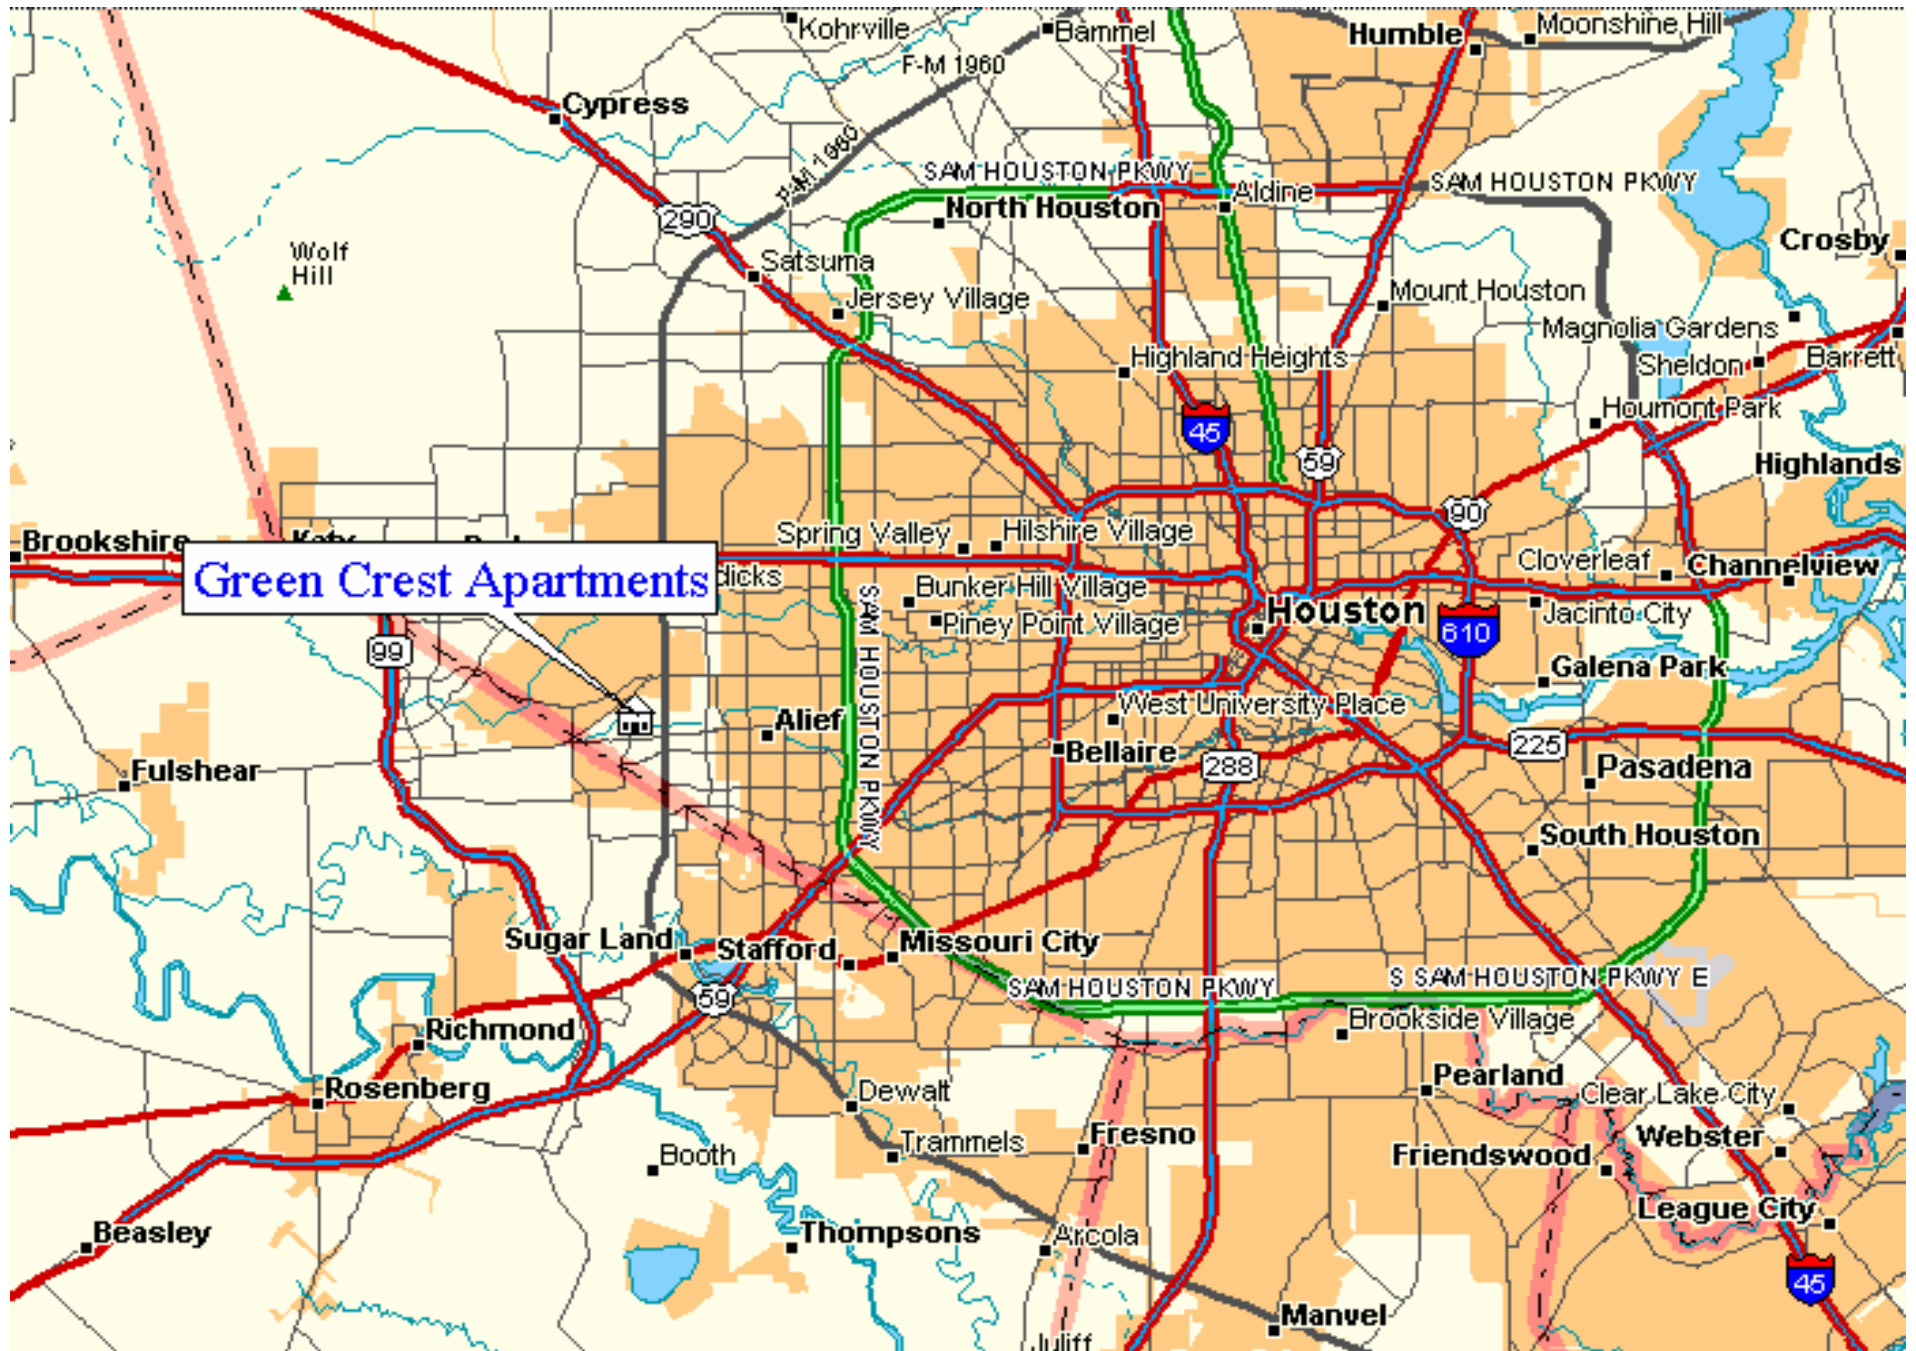 Kohrville
Bammel
Humble
Moonshine Hill
F-M 1960
Cypress
F-M 1960
SAM HOUSTON PKWY
SAM HOUSTON PKWY
Aldine
North Houston
290
Crosby
Wolf
Hill
Satsuma
Jersey Village
Mount Houston
Magnolia Gardens
Highland Heights
Sheldon
Barrett
Houmont Park
45
59
Highlands
90
Brookshire
Katy
Spring Valley
Hilshire Village
Cloverleaf
Channelview
Green Crest Apartments
dicks
Bunker Hill Village
Houston
Jacinto City
Piney Point Village
610
99
SAM HOUSTON PKWY
Galena Park
West University Place
Alief
Bellaire
225
288
Fulshear
Pasadena
South Houston
Sugar Land
Stafford
Missouri City
59
SAM HOUSTON PKWY
S SAM HOUSTON PKWY E
Richmond
Brookside Village
Rosenberg
Pearland
Dewalt
Clear Lake City
Trammels
Fresno
Webster
Booth
Friendswood
League City
Beasley
Thompsons
Arcola
45
Manvel
Juliff